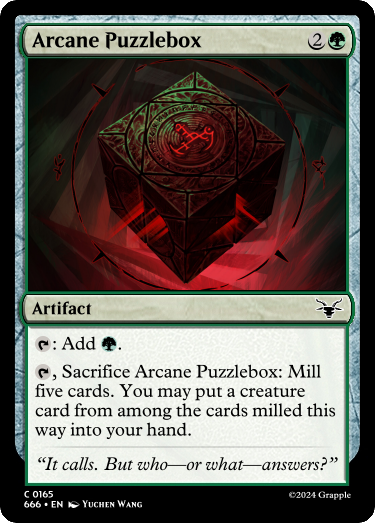 Arcane Puzzlebox 2
Artifact
: Add .
, Sacrifice Arcane Puzzlebox: Mill
five cards. You may put a creature
card from among the cards milled this
way into your hand.
“It calls. But who—or what—answers?”
C 0165
©2024 Grapple
666 • EN Yuchen Wang